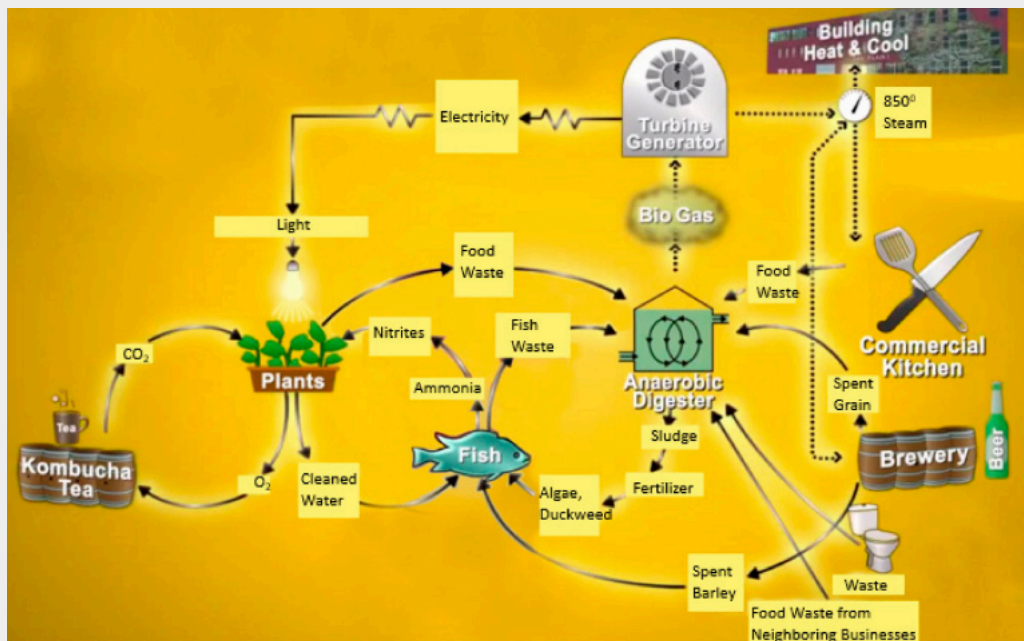 Building
Heat & Cool
850⁰
Steam
Electricity
Turbine
Generator
Light
Bio Gas
Food
Waste
Food
Waste
Nitrites
Fish
Waste
CO₂
Plants
Ammonia
Anaerobic
Digester
Commercial
Kitchen
Spent
Grain
Tea
Kombucha
Tea
O₂
Cleaned
Water
Fish
Sludge
Fertilizer
Algae,
Duckweed
Brewery
Beer
Spent
Barley
Waste
Food Waste from
Neighboring Businesses